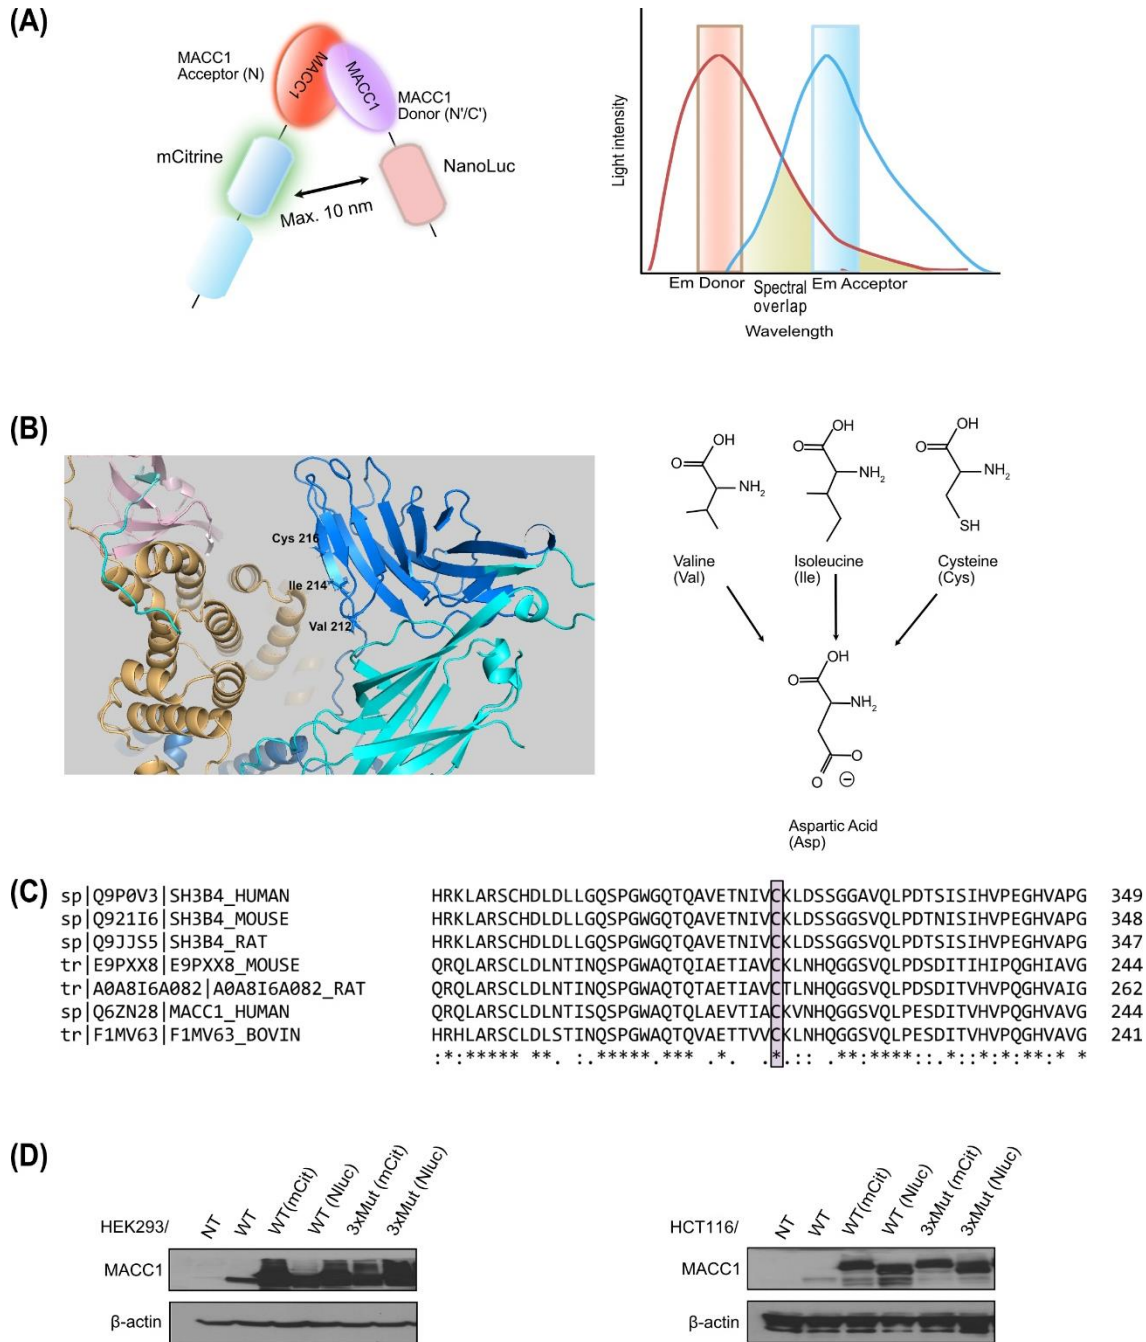 (A)
MACC1
Acceptor (N)
MACC1
MACC1
MACC1
Donor (N'/C')
mCitrine
NanoLuc
Max. 10 nm
Light intensity
Em Donor
Spectral
overlap
Em Acceptor
Wavelength
(B)
Cys 216
Ile 214
Val 212
OH
O
NH₂
Valine
(Val)
OH
O
NH₂
Isoleucine
(Ile)
OH
O
NH₂
SH
Cysteine
(Cys)
OH
O
NH₂
O
O
⊖
Aspartic Acid
(Asp)
(C)
sp|Q9P0V3|SH3B4_HUMAN HRKLARSCHDLDLLGQSPGWGQTQAVETNIVCKLDSSGGAVQLPDTSISIHVPEGHVAPG 349
sp|Q921I6|SH3B4_MOUSE HRKLARSCHDLDLLGQSPGWGQTQAVETNIVCKLDSSGGSVQLPDTNISIHVPEGHVAPG 348
sp|Q9JJS5|SH3B4_RAT HRKLARSCHDLDLLGQSPGWGQTQAVETNIVCKLDSSGGSVQLPDTSISIHVPEGHVAPG 347
tr|E9PXX8|E9PXX8_MOUSE QRQLARSCLDLNTINQSPGWAQTQIAETIAVCKLNHQGGSVQLPDSDITIHIPQGHIAVG 244
tr|A0A8I6A082|A0A8I6A082_RAT QRQLARSCLDLNTINQSPGWAQTQTAETIAVCTLNHQGGSVQLPDSDITVHVPQGHVAIG 262
sp|Q6ZN28|MACC1_HUMAN QRQLARSCLDLNTISQSPGWAQTQLAEVTIACKVNHQGGSVQLPESDITVHVPQGHVAVG 244
tr|F1MV63|F1MV63_BOVIN HRHLARSCLDLSTINQSPGWAQTQVAETTVVCKLNHQGGSVQLPESDITVHVPQGHVAVG 241
:*:***** **. :.*****.*** .*. .*.:: .**:****:.*::*:*:**:* *
(D)
HEK293/
NT
WT
WT(mCit)
WT (Nluc)
3xMut (mCit)
3xMut (Nluc)
MACC1
β-actin
HCT116/
NT
WT
WT(mCit)
WT (Nluc)
3xMut (mCit)
3xMut (Nluc)
MACC1
β-actin